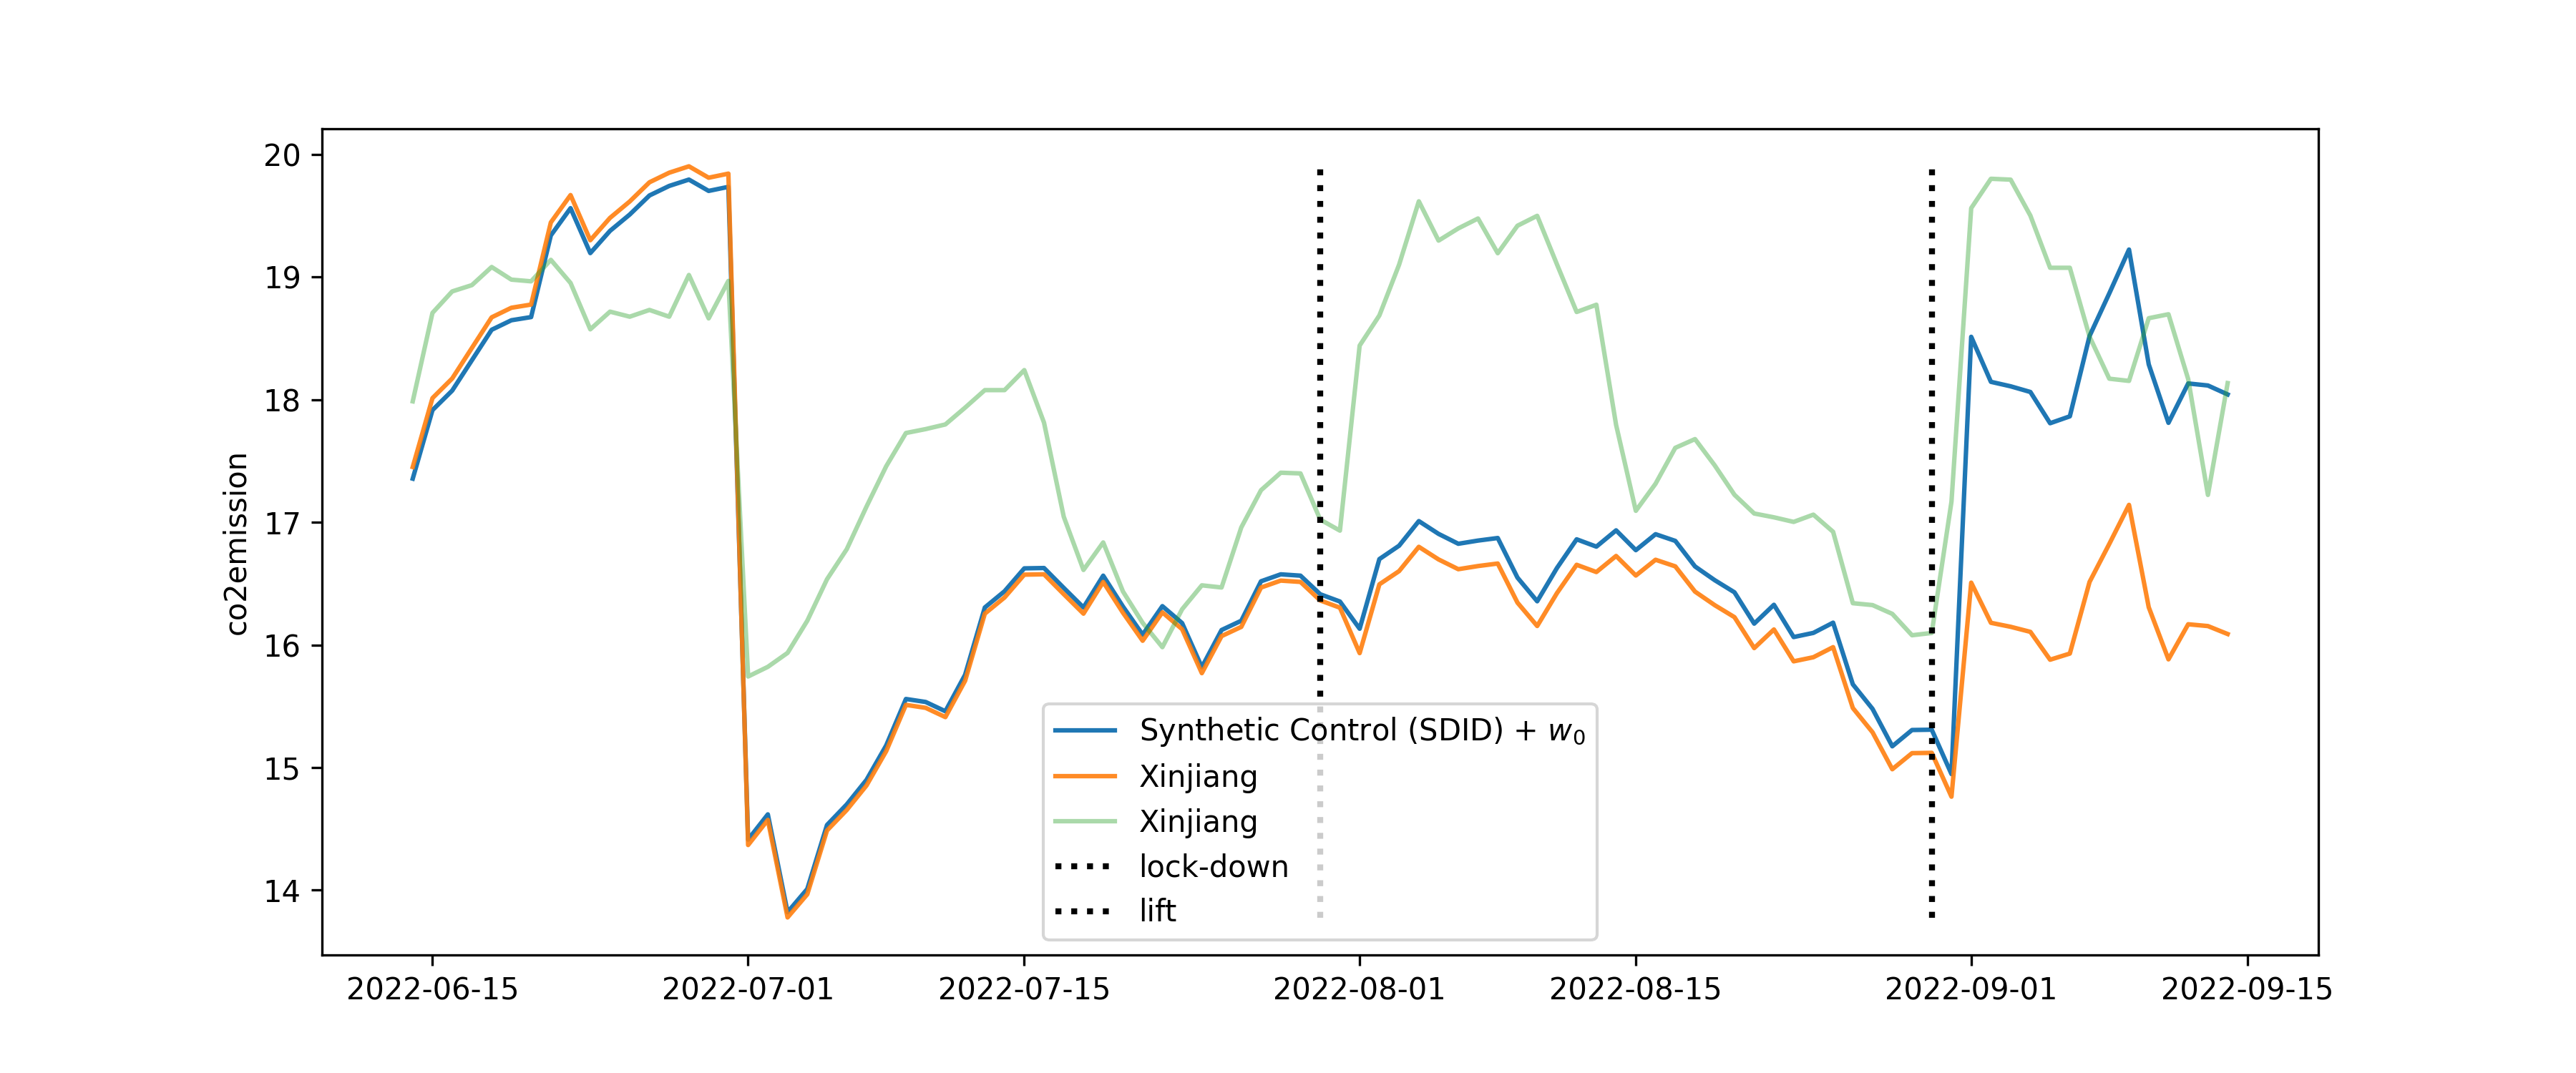 co2emission
20
19
18
17
16
15
14
Synthetic Control (SDID) + w₀
Xinjiang
Xinjiang
lock-down
lift
2022-06-15 2022-07-01 2022-07-15 2022-08-01 2022-08-15 2022-09-01 2022-09-15